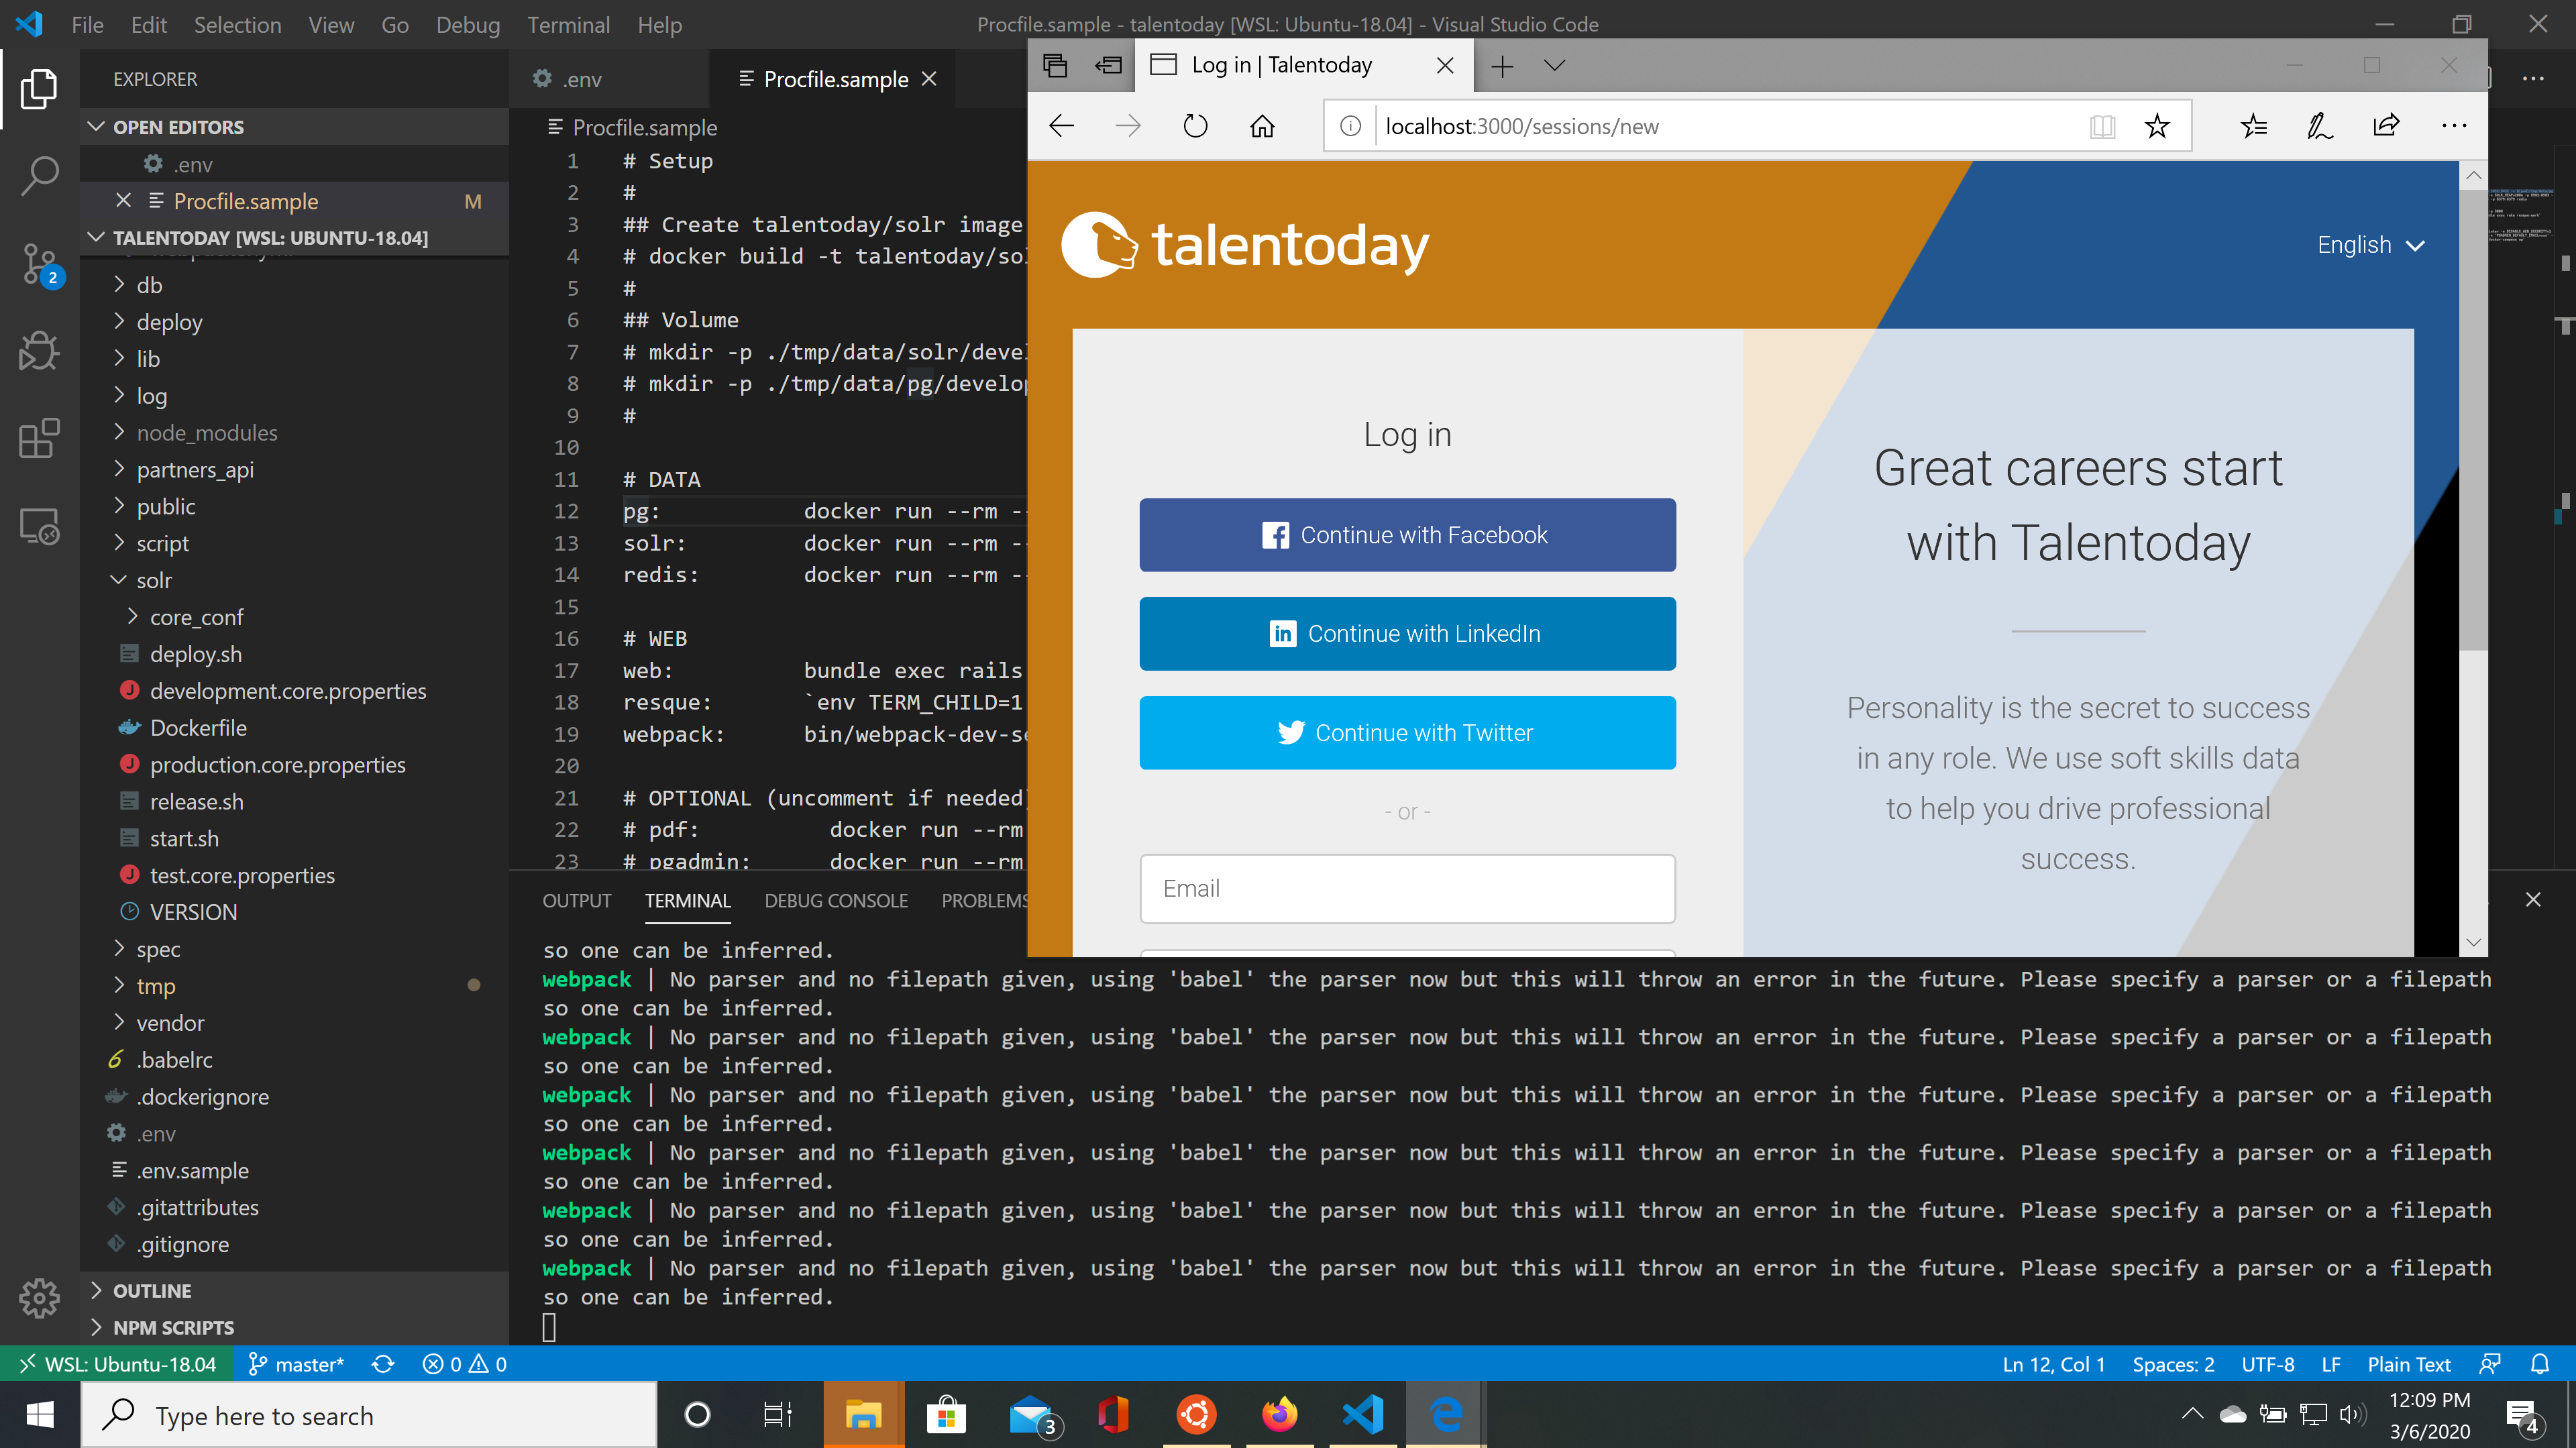 File Edit Selection View Go Debug Terminal Help
Procfile.sample - talentoday [WSL: Ubuntu-18.04] - Visual Studio Code
EXPLORER
OPEN EDITORS
.env
Procfile.sample M
TALENTODAY [WSL: UBUNTU-18.04]
db
deploy
lib
log
node_modules
partners_api
public
script
solr
core_conf
deploy.sh
development.core.properties
Dockerfile
production.core.properties
release.sh
start.sh
test.core.properties
VERSION
spec
tmp
vendor
.babelrc
.dockerignore
.env
.env.sample
.gitattributes
.gitignore
OUTLINE
NPM SCRIPTS
2
.env
Procfile.sample
Procfile.sample
1 # Setup
2 #
3 ## Create talentoday/solr image
4 # docker build -t talentoday/sol
5 #
6 ## Volume
7 # mkdir -p ./tmp/data/solr/devel
8 # mkdir -p ./tmp/data/pg/develop
9 #
10
11 # DATA
12 pg: docker run --rm --
13 solr: docker run --rm --
14 redis: docker run --rm --
15
16 # WEB
17 web: bundle exec rails
18 resque: `env TERM_CHILD=1
19 webpack: bin/webpack-dev-se
20
21 # OPTIONAL (uncomment if needed)
22 # pdf: docker run --rm
23 # pgadmin: docker run --rm
Log in | Talentoday
localhost:3000/sessions/new
talentoday
English
Log in
Continue with Facebook
in Continue with LinkedIn
Continue with Twitter
- or -
Email
Great careers start
with Talentoday
Personality is the secret to success
in any role. We use soft skills data
to help you drive professional
success.
OUTPUT TERMINAL DEBUG CONSOLE PROBLEMS
so one can be inferred.
webpack | No parser and no filepath given, using 'babel' the parser now but this will throw an error in the future. Please specify a parser or a filepath
so one can be inferred.
webpack | No parser and no filepath given, using 'babel' the parser now but this will throw an error in the future. Please specify a parser or a filepath
so one can be inferred.
webpack | No parser and no filepath given, using 'babel' the parser now but this will throw an error in the future. Please specify a parser or a filepath
so one can be inferred.
webpack | No parser and no filepath given, using 'babel' the parser now but this will throw an error in the future. Please specify a parser or a filepath
so one can be inferred.
webpack | No parser and no filepath given, using 'babel' the parser now but this will throw an error in the future. Please specify a parser or a filepath
so one can be inferred.
webpack | No parser and no filepath given, using 'babel' the parser now but this will throw an error in the future. Please specify a parser or a filepath
so one can be inferred.
WSL: Ubuntu-18.04 master* 0 0 Ln 12, Col 1 Spaces: 2 UTF-8 LF Plain Text
Type here to search
3
12:09 PM
3/6/2020
4